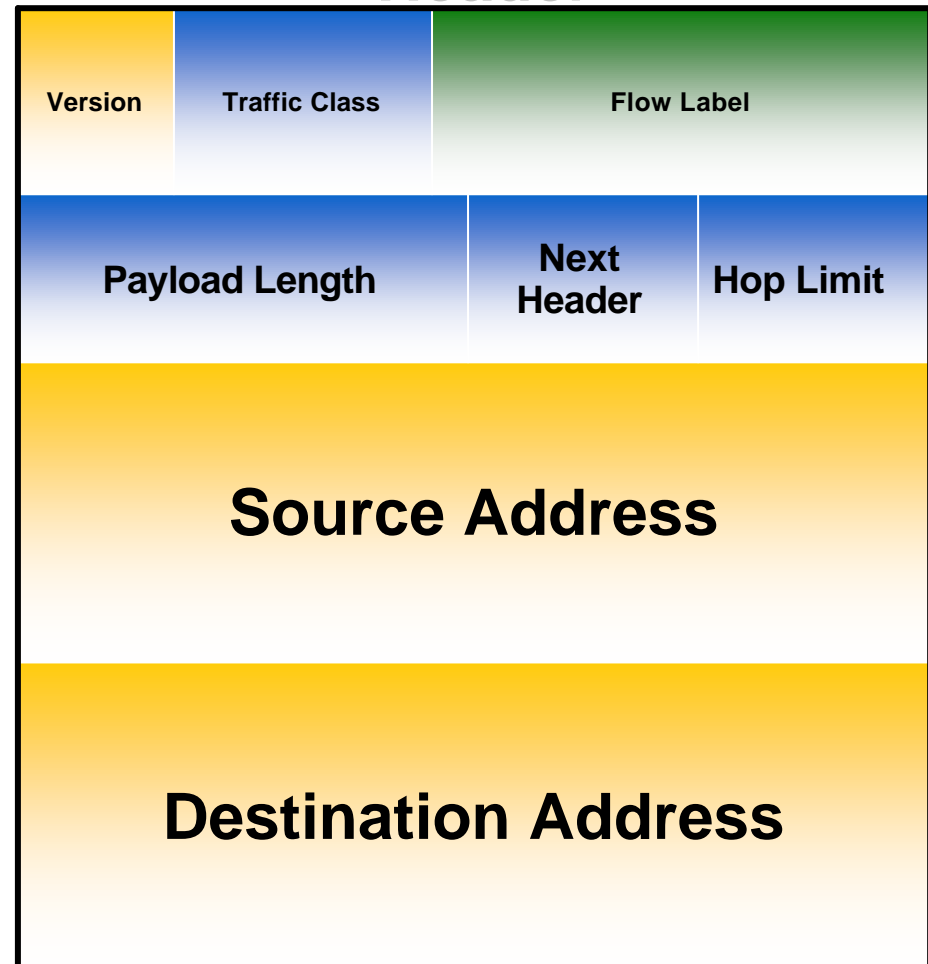 Version Traffic Class Flow Label
Payload Length Next Header Hop Limit
Source Address
Destination Address